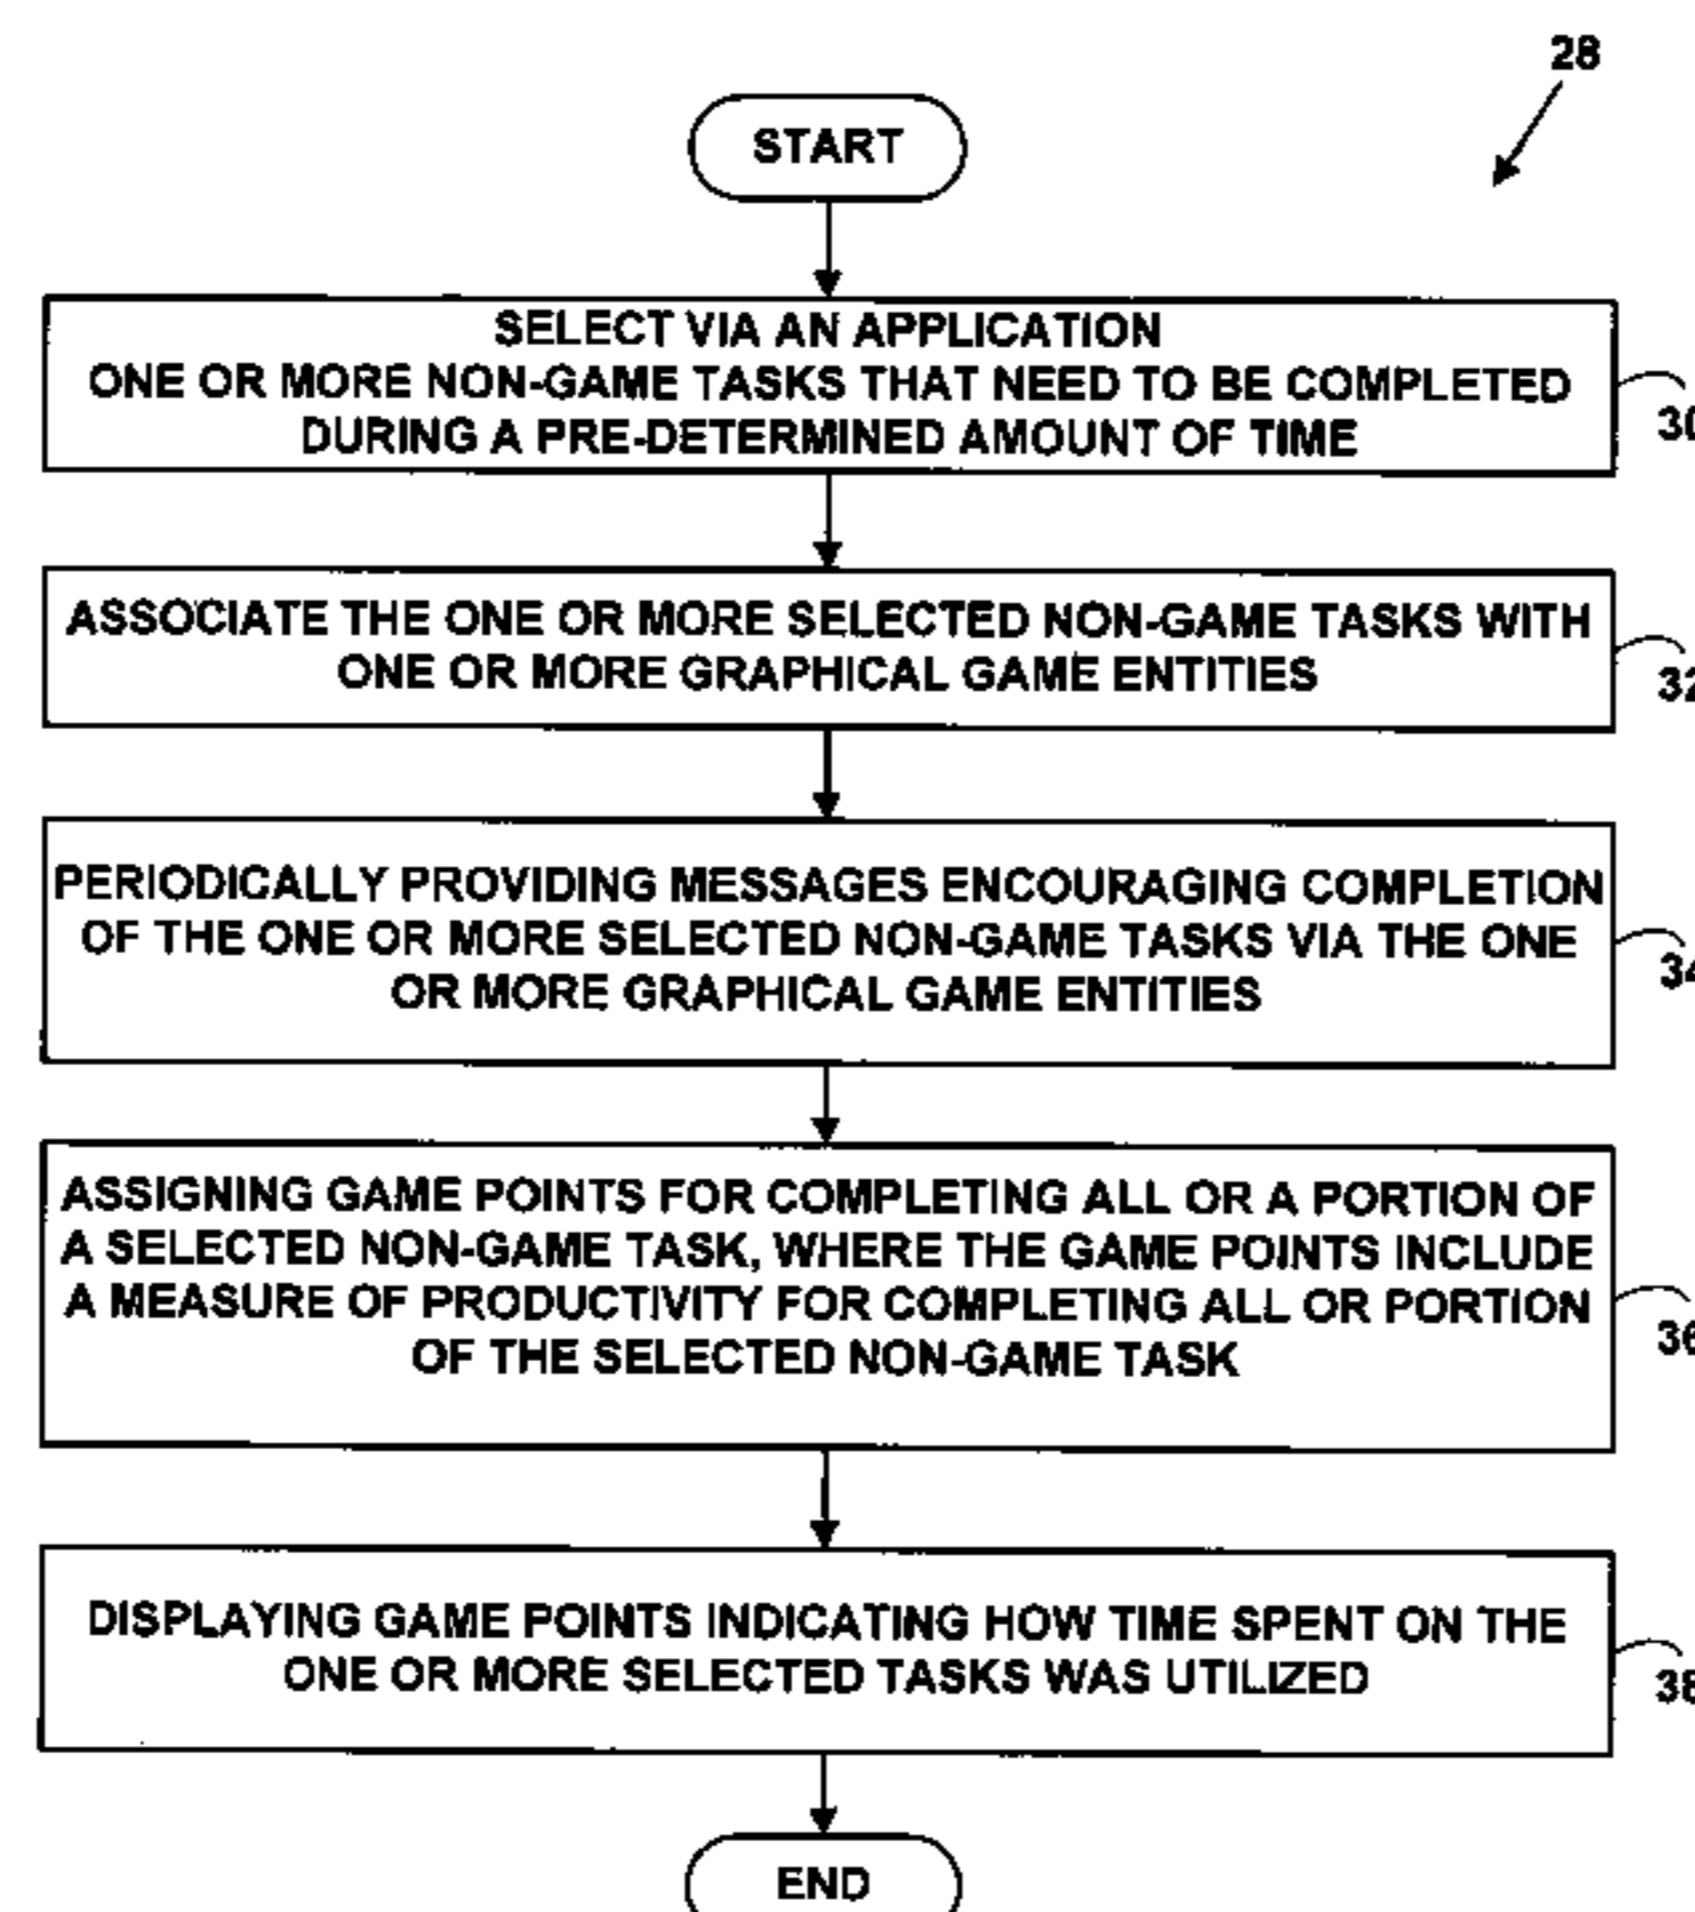 28
START
SELECT VIA AN APPLICATION
ONE OR MORE NON-GAME TASKS THAT NEED TO BE COMPLETED
DURING A PRE-DETERMINED AMOUNT OF TIME
30
ASSOCIATE THE ONE OR MORE SELECTED NON-GAME TASKS WITH
ONE OR MORE GRAPHICAL GAME ENTITIES
32
PERIODICALLY PROVIDING MESSAGES ENCOURAGING COMPLETION
OF THE ONE OR MORE SELECTED NON-GAME TASKS VIA THE ONE
OR MORE GRAPHICAL GAME ENTITIES
34
ASSIGNING GAME POINTS FOR COMPLETING ALL OR A PORTION OF
A SELECTED NON-GAME TASK, WHERE THE GAME POINTS INCLUDE
A MEASURE OF PRODUCTIVITY FOR COMPLETING ALL OR PORTION
OF THE SELECTED NON-GAME TASK
36
DISPLAYING GAME POINTS INDICATING HOW TIME SPENT ON THE
ONE OR MORE SELECTED TASKS WAS UTILIZED
38
END